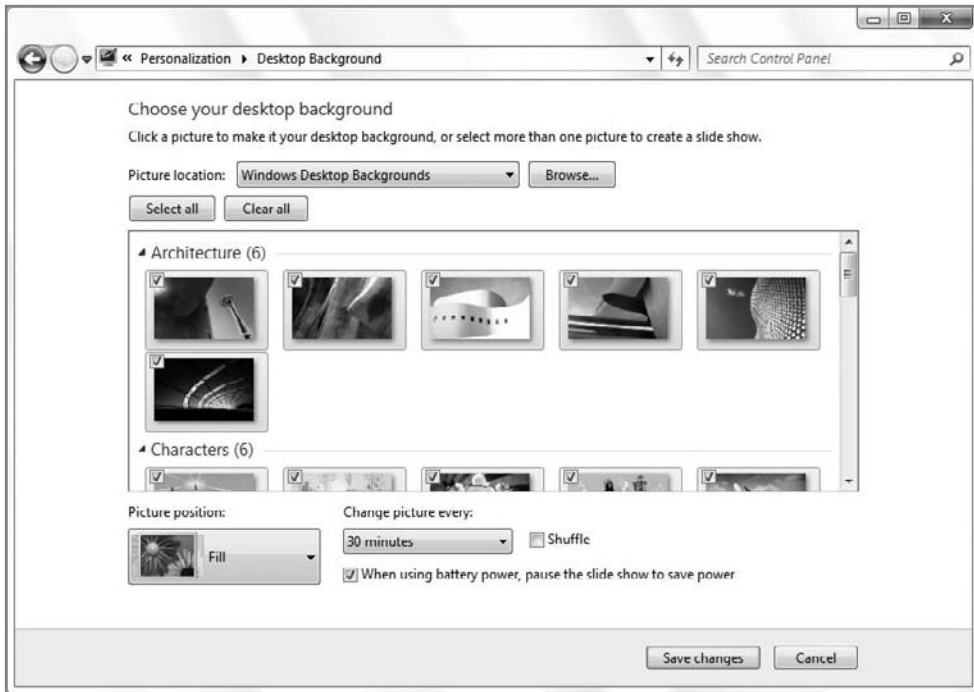 « Personalization ▸ Desktop Background
Search Control Panel
Choose your desktop background
Click a picture to make it your desktop background, or select more than one picture to create a slide show.
Picture location: Windows Desktop Backgrounds Browse...
Select all Clear all
Architecture (6)
Characters (6)
Picture position: Change picture every:
Fill 30 minutes Shuffle
When using battery power, pause the slide show to save power
Save changes Cancel